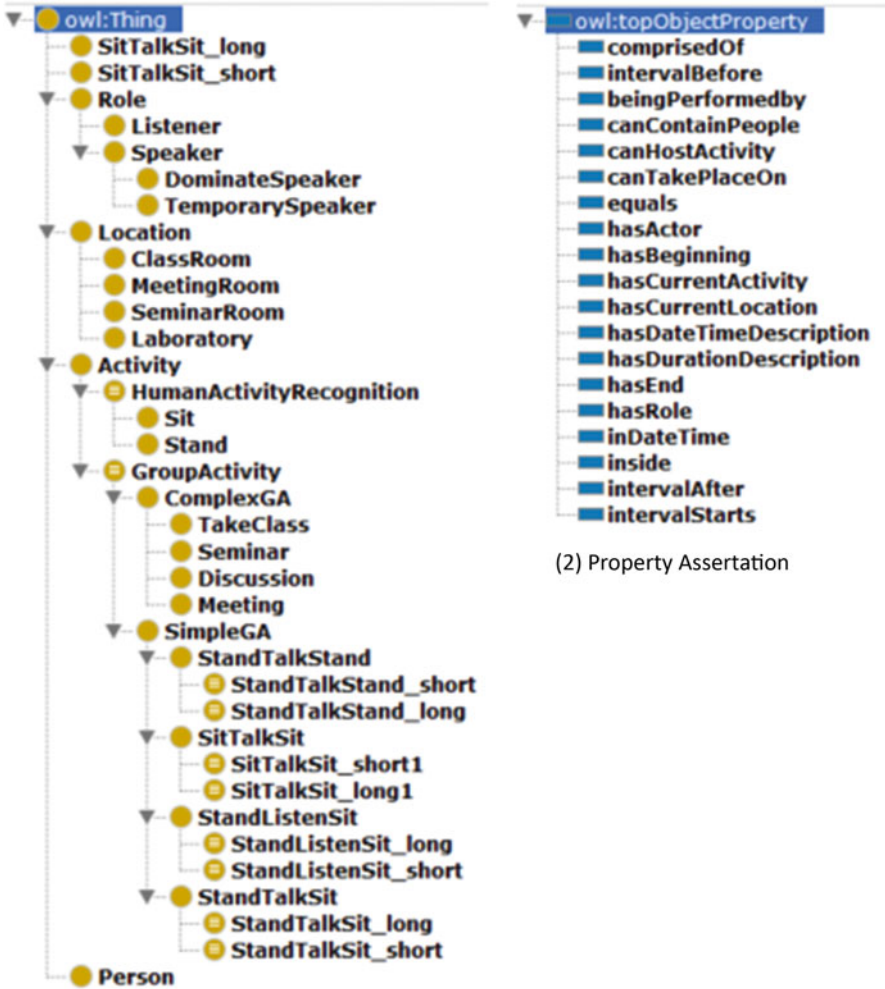 owl:Thing
SitTalkSit_long
SitTalkSit_short
Role
Listener
Speaker
DominateSpeaker
TemporarySpeaker
Location
ClassRoom
MeetingRoom
SeminarRoom
Laboratory
Activity
HumanActivityRecognition
Sit
Stand
GroupActivity
ComplexGA
TakeClass
Seminar
Discussion
Meeting
SimpleGA
StandTalkStand
StandTalkStand_short
StandTalkStand_long
SitTalkSit
SitTalkSit_short1
SitTalkSit_long1
StandListenSit
StandListenSit_long
StandListenSit_short
StandTalkSit
StandTalkSit_long
StandTalkSit_short
Person
owl:topObjectProperty
comprisedOf
intervalBefore
beingPerformedby
canContainPeople
canHostActivity
canTakePlaceOn
equals
hasActor
hasBeginning
hasCurrentActivity
hasCurrentLocation
hasDateTimeDescription
hasDurationDescription
hasEnd
hasRole
inDateTime
inside
intervalAfter
intervalStarts
(2) Property Assertation